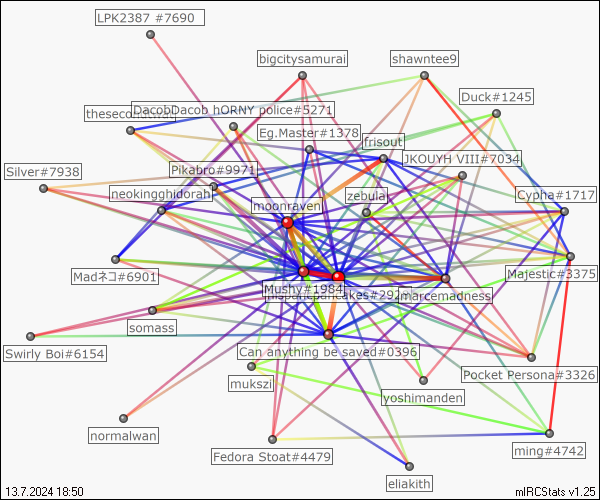 LPK2387 #7690
bigcitysamurai
shawntee9
Duck#1245
DacobDacob hORNY police#5271
Eg.Master#1378
frisout
JKOUYH VIII#7034
Silver#7938
Pikabro#9971
neokingghidorah
moonraven
zebula
Cypha#1717
Madネコ#6901
Mushy#1984
marcemadness
Majestic#3375
somass
Swirly Boi#6154
Can anything be saved#0396
mukszi
yoshimanden
Pocket Persona#3326
normalwan
Fedora Stoat#4479
ming#4742
eliakith
13.7.2024 18:50
mIRCStats v1.25